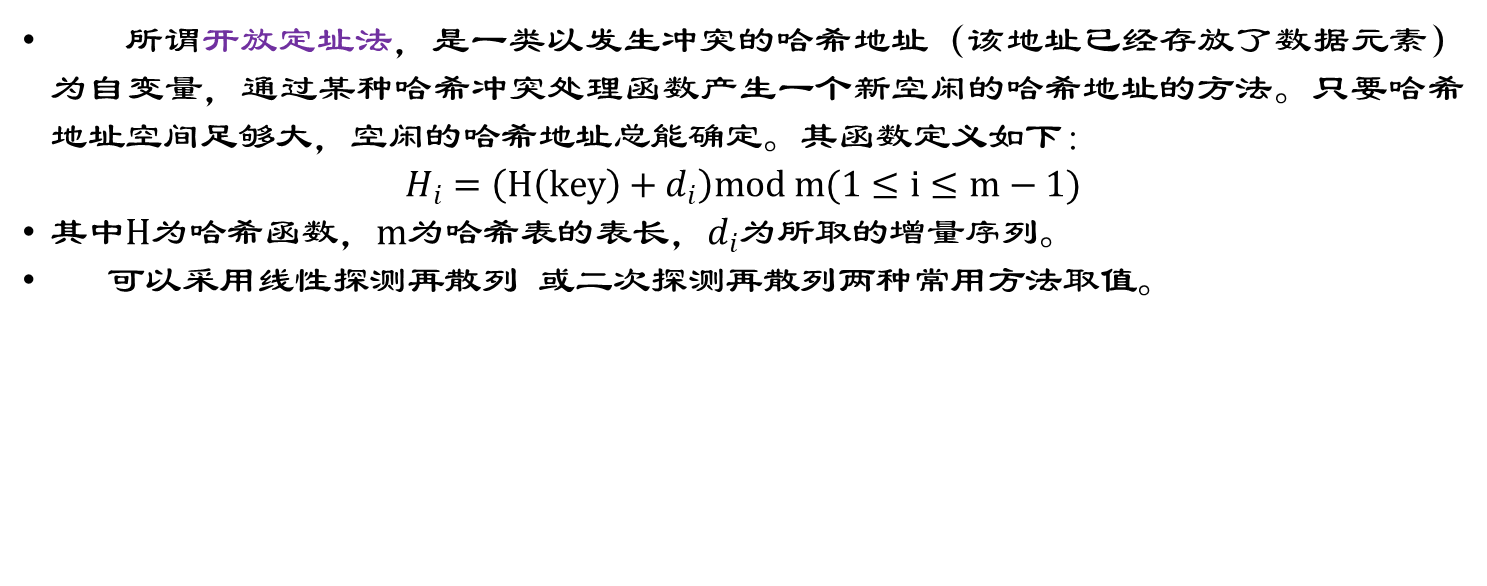 • 所谓开放定址法，是一类以发生冲突的哈希地址（该地址已经存放了数据元素）
为自变量，通过某种哈希冲突处理函数产生一个新空闲的哈希地址的方法。只要哈希
地址空间足够大，空闲的哈希地址总能确定。其函数定义如下：
H_i = (H(key) + d_i)mod m(1 ≤ i ≤ m − 1)
• 其中H为哈希函数，m为哈希表的表长，d_i为所取的增量序列。
• 可以采用线性探测再散列 或二次探测再散列两种常用方法取值。